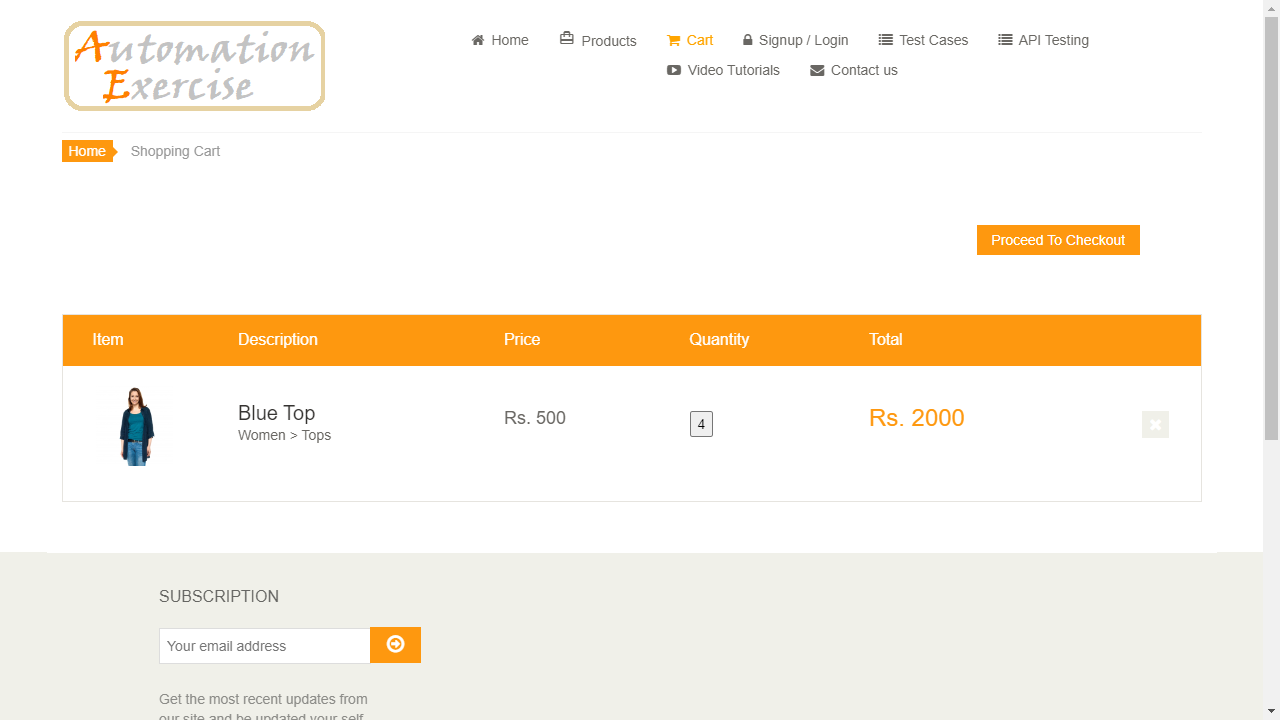 Automation
Exercise
Home
Products
Cart
Signup / Login
Test Cases
API Testing
Video Tutorials
Contact us
Home
Shopping Cart
Proceed To Checkout
Item Description Price Quantity Total
Blue Top
Women > Tops
Rs. 500
4
Rs. 2000
SUBSCRIPTION
Your email address
Get the most recent updates from
our site and be updated your self